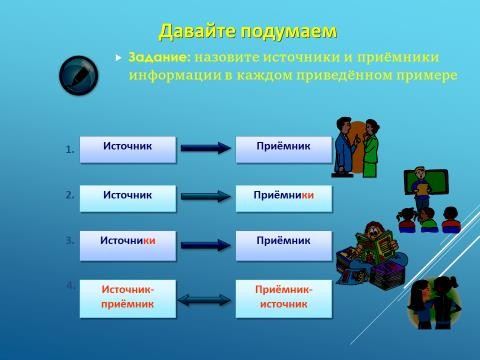 Давайте подумаем
Задание: назовите источники и приёмники
информации в каждом приведённом примере
1. Источник Приёмник
2. Источник Приёмники
3. Источники Приёмник
4. Источник- Приёмник-
приёмник источник